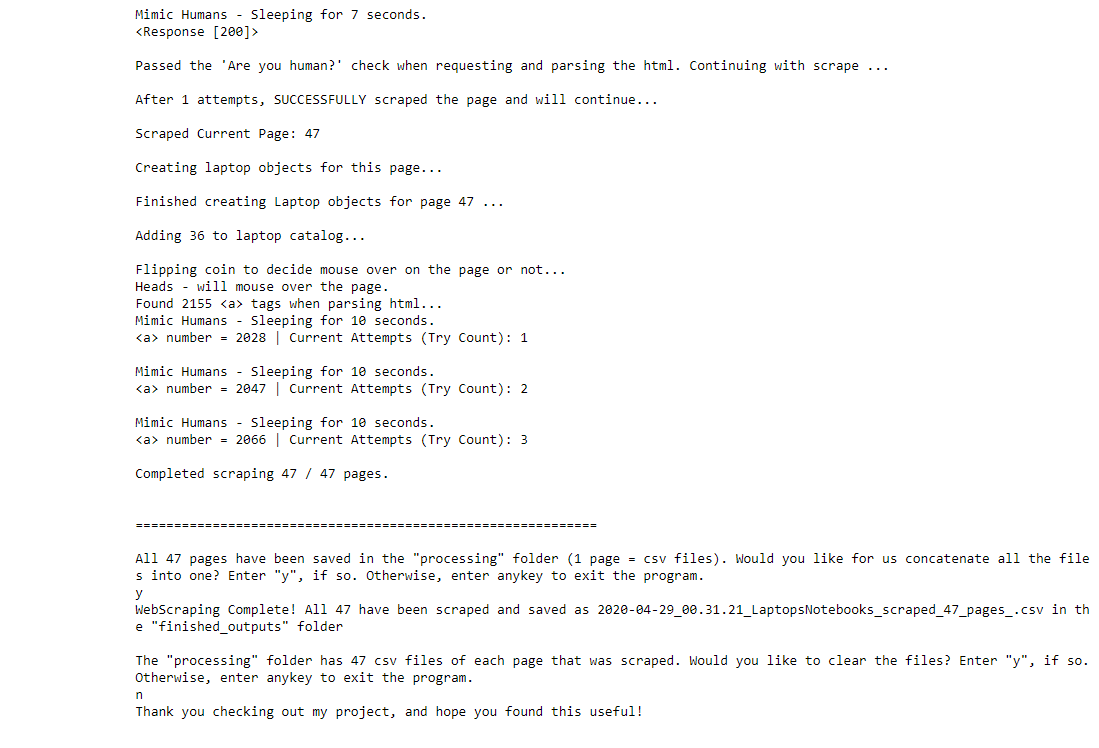 Mimic Humans - Sleeping for 7 seconds.
<Response [200]>
Passed the 'Are you human?' check when requesting and parsing the html. Continuing with scrape ...
After 1 attempts, SUCCESSFULLY scraped the page and will continue...
Scraped Current Page: 47
Creating laptop objects for this page...
Finished creating Laptop objects for page 47 ...
Adding 36 to laptop catalog...
Flipping coin to decide mouse over on the page or not...
Heads - will mouse over the page.
Found 2155 <a> tags when parsing html...
Mimic Humans - Sleeping for 10 seconds.
<a> number = 2028 | Current Attempts (Try Count): 1
Mimic Humans - Sleeping for 10 seconds.
<a> number = 2047 | Current Attempts (Try Count): 2
Mimic Humans - Sleeping for 10 seconds.
<a> number = 2066 | Current Attempts (Try Count): 3
Completed scraping 47 / 47 pages.
============================================================
All 47 pages have been saved in the "processing" folder (1 page = csv files). Would you like for us concatenate all the file
s into one? Enter "y", if so. Otherwise, enter anykey to exit the program.
y
WebScraping Complete! All 47 have been scraped and saved as 2020-04-29_00.31.21_LaptopsNotebooks_scraped_47_pages_.csv in th
e "finished_outputs" folder
The "processing" folder has 47 csv files of each page that was scraped. Would you like to clear the files? Enter "y", if so.
Otherwise, enter anykey to exit the program.
n
Thank you checking out my project, and hope you found this useful!